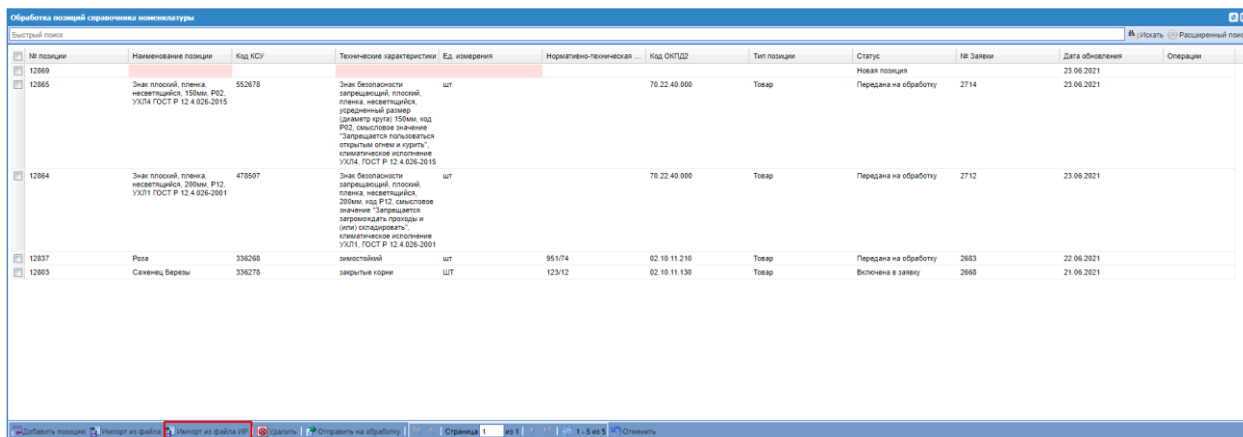 Обработка позиций справочника номенклатуры
Быстрый поиск Искать Расширенный поис
№ позиции Наименование позиции Код КСУ Технические характеристики Ед. измерения Нормативно-техническая ... Код ОКПД2 Тип позиции Статус № Заявки Дата обновления Операции
12869 Новая позиция 23.06.2021
12865 Знак плоский, пленка, 552678 Знак безопасности шт 70.22.40.000 Товар Передана на обработку 2714 23.06.2021
несветящийся, 150мм, P02, запрещающий, плоский,
УХЛ4 ГОСТ Р 12.4.026-2015 пленка, несветящийся,
усредненный размер
(диаметр круга) 150мм, код
P02, смысловое значение
"Запрещается пользоваться
открытым огнем и курить",
климатическое исполнение
УХЛ4, ГОСТ Р 12.4.026-2015
12864 Знак плоский, пленка, 478507 Знак безопасности шт 70.22.40.000 Товар Передана на обработку 2712 23.06.2021
несветящийся, 200мм, P12, запрещающий, плоский,
УХЛ1 ГОСТ Р 12.4.026-2001 пленка, несветящийся,
200мм, код P12, смысловое
значение "Запрещается
загромождать проходы и
(или) складировать",
климатическое исполнение
УХЛ1, ГОСТ Р 12.4.026-2001
12837 Роза 336268 зимостойкий шт 951/74 02.10.11.210 Товар Передана на обработку 2683 22.06.2021
12803 Саженец Березы 336278 закрытые корни ШТ 123/12 02.10.11.130 Товар Включена в заявку 2668 21.06.2021
Добавить позицию Импорт из файла Импорт из файла ИР Удалить Отправить на обработку Страница 1 из 1 1 - 5 из 5 Отменить